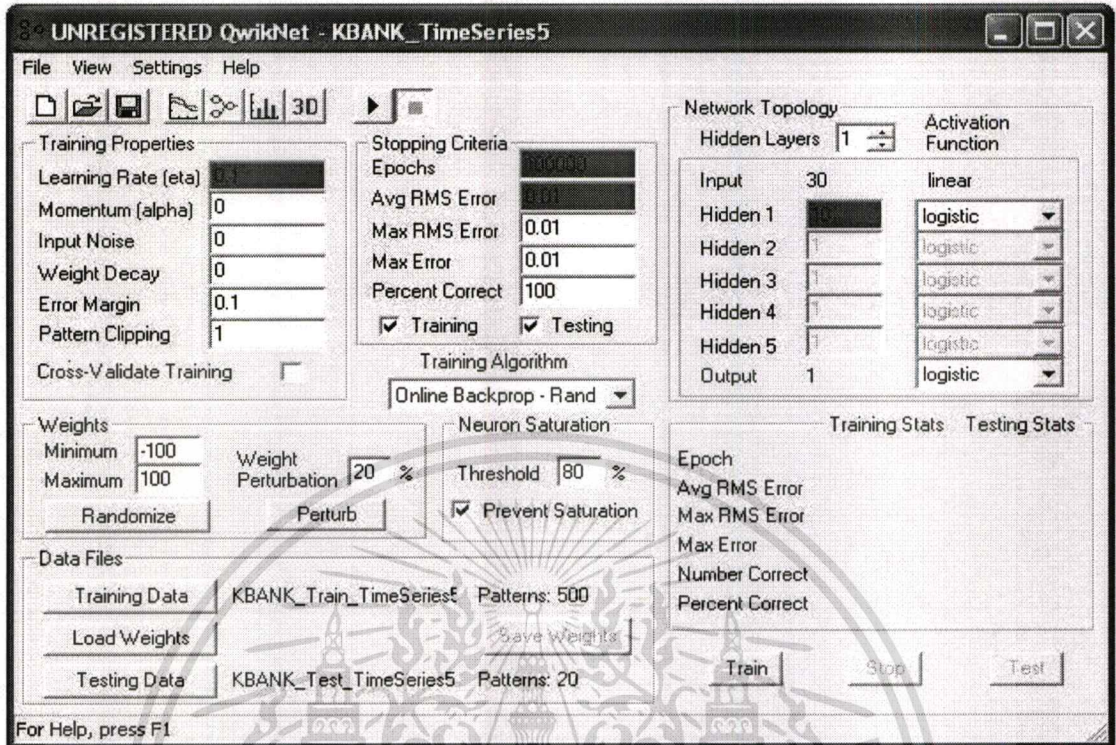 UNREGISTERED QwikNet - KBANK_TimeSeries5
File View Settings Help
3D
Training Properties
Learning Rate (eta) 0.1
Momentum (alpha) 0
Input Noise 0
Weight Decay 0
Error Margin 0.1
Pattern Clipping 1
Cross-Validate Training
Stopping Criteria
Epochs 100000
Avg RMS Error 0.01
Max RMS Error 0.01
Max Error 0.01
Percent Correct 100
Training Testing
Training Algorithm
Online Backprop - Rand
Network Topology
Hidden Layers 1
Activation Function
Input 30 linear
Hidden 1 logistic
Hidden 2 1 logistic
Hidden 3 1 logistic
Hidden 4 1 logistic
Hidden 5 1 logistic
Output 1 logistic
Weights
Minimum -100
Maximum 100
Weight Perturbation 20 %
Randomize Perturb
Neuron Saturation
Threshold 80 %
Prevent Saturation
Training Stats Testing Stats
Epoch
Avg RMS Error
Max RMS Error
Max Error
Number Correct
Percent Correct
Data Files
Training Data KBANK_Train_TimeSeries5 Patterns: 500
Load Weights Save Weights
Testing Data KBANK_Test_TimeSeries5 Patterns: 20
Train Stop Test
For Help, press F1